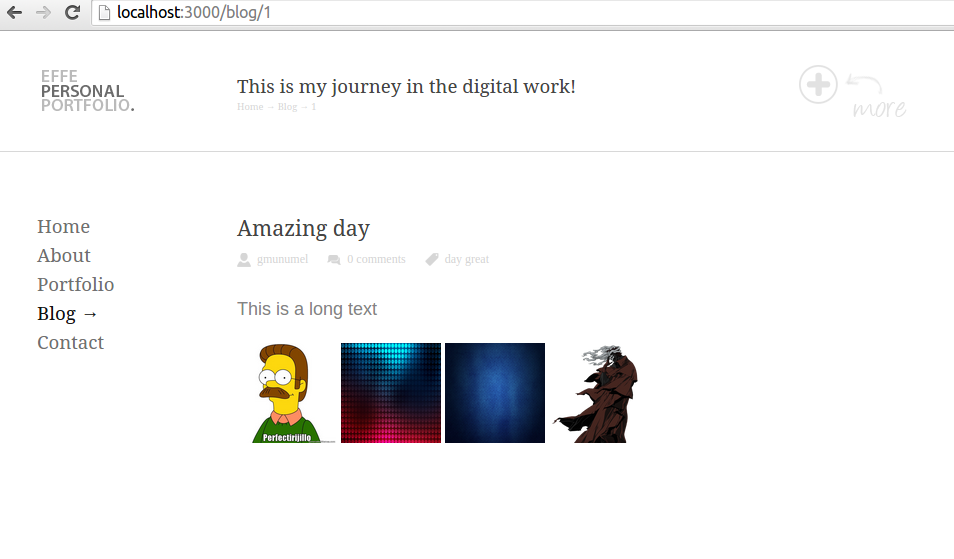 localhost:3000/blog/1
EFFE
PERSONAL
PORTFOLIO.
This is my journey in the digital work!
Home → Blog → 1
more
Home
About
Portfolio
Blog →
Contact
Amazing day
gmunumel 0 comments day great
This is a long text
Perfectirijillo